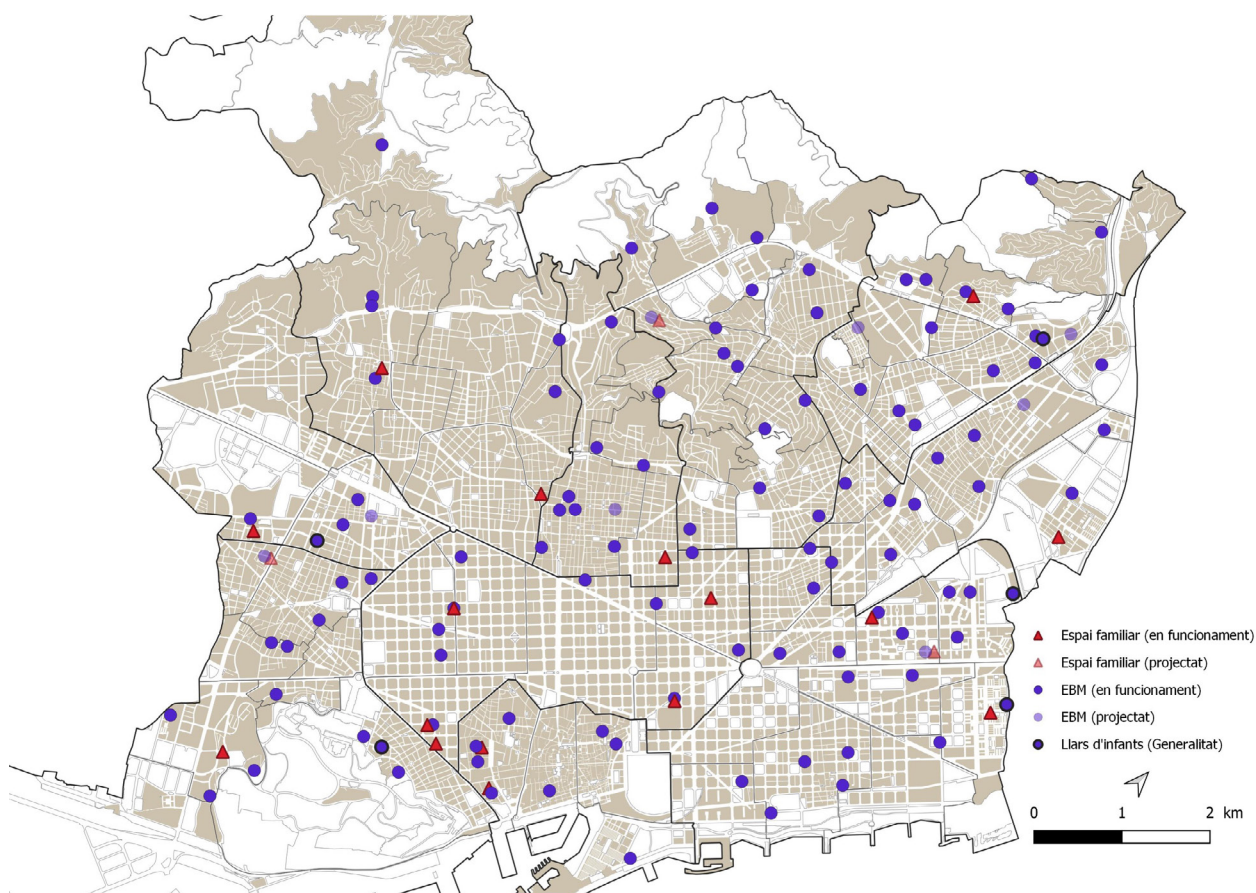 Espai familiar (en funcionament)
Espai familiar (projectat)
EBM (en funcionament)
EBM (projectat)
Llars d'infants (Generalitat)
0 1 2 km